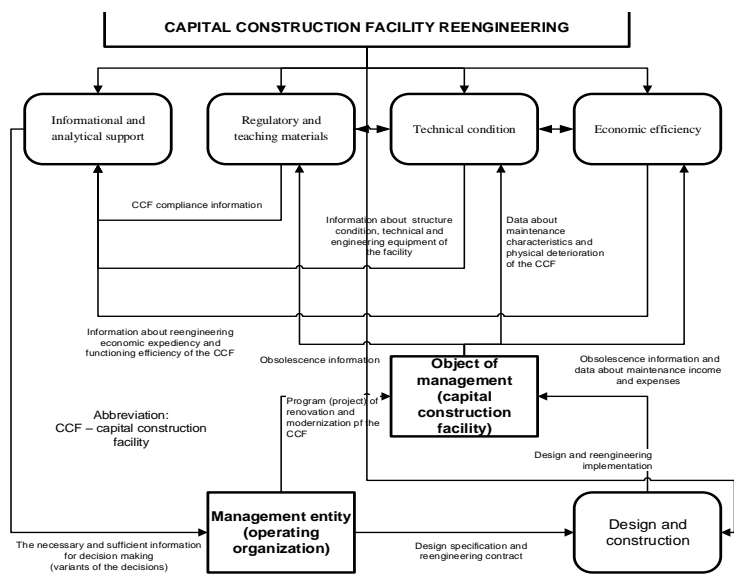 CAPITAL CONSTRUCTION FACILITY REENGINEERING
Informational and
analytical support
Regulatory and
teaching materials
Technical condition
Economic efficiency
CCF compliance information
Information about structure
condition, technical and
engineering equipment of
the facility
Data about
maintenance
characteristics and
physical deterioration
of the CCF
Information about reengineering
economic expediency and
functioning efficiency of the CCF
Obsolescence information
Object of
management
(capital
construction
facility)
Obsolescence information and
data about maintenance income
and expenses
Abbreviation:
CCF – capital construction
facility
Program (project) of
renovation and
modernization pf the
CCF
Design and reengineering
implementation
Management entity
(operating
organization)
Design and
construction
The necessary and sufficient information
for decision making
(variants of the decisions)
Design specification and
reengineering contract